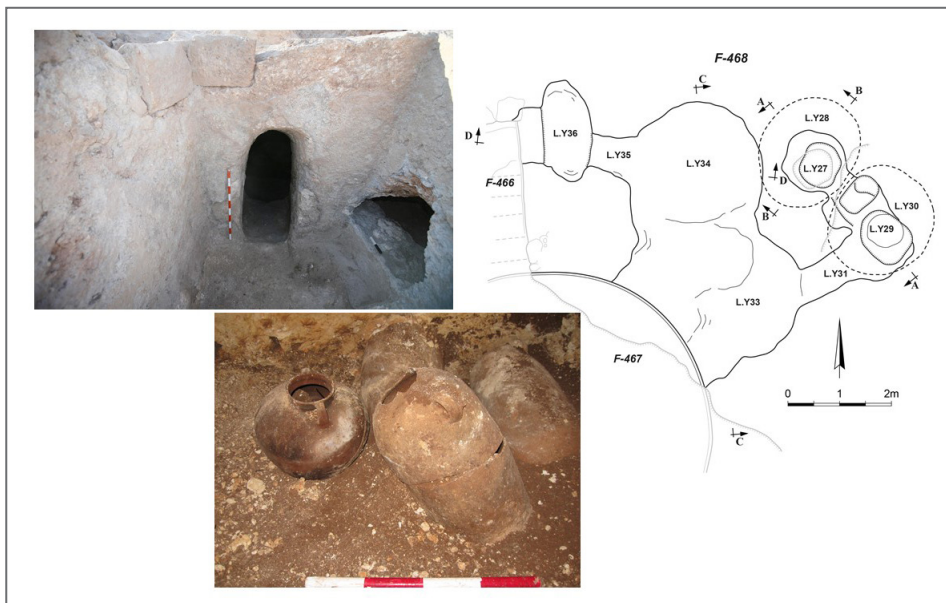 F-468
C
A
B
L.Y28
L.Y36
D
L.Y35
L.Y34
L.Y27
D
F-466
L.Y30
B
L.Y29
L.Y31
A
L.Y33
F-467
0 1 2m
C